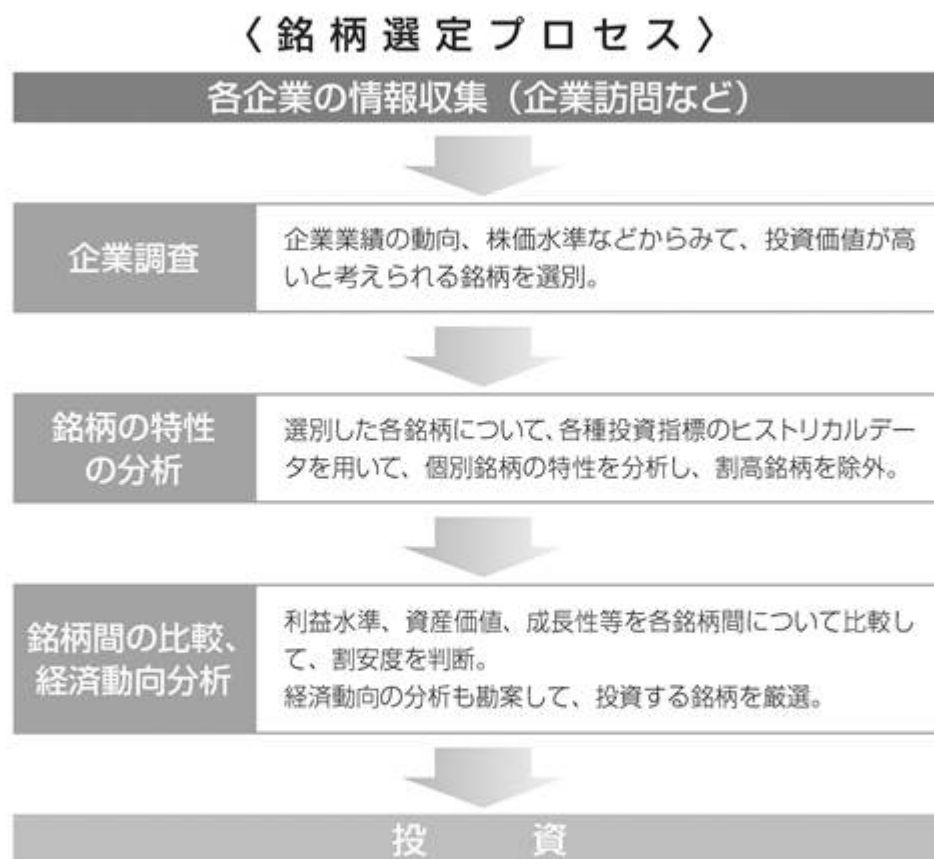 〈銘柄選定プロセス〉
各企業の情報収集（企業訪問など）
企業調査
企業業績の動向、株価水準などからみて、投資価値が高
いと考えられる銘柄を選別。
銘柄の特性
の分析
選別した各銘柄について、各種投資指標のヒストリカルデー
タを用いて、個別銘柄の特性を分析し、割高銘柄を除外。
銘柄間の比較、
経済動向分析
利益水準、資産価値、成長性等を各銘柄間について比較し
て、割安度を判断。
経済動向の分析も勘案して、投資する銘柄を厳選。
投　資